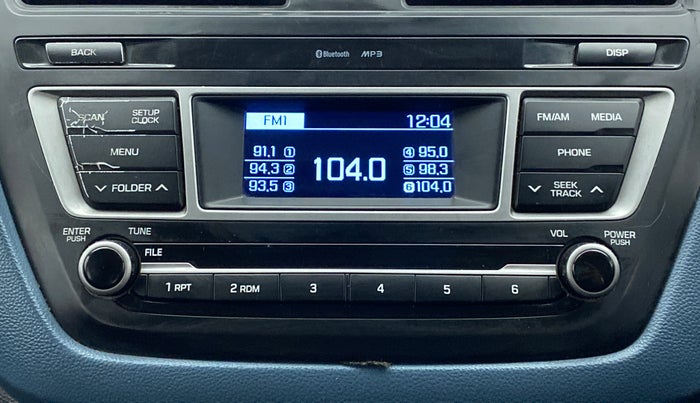 BACK
Bluetooth MP3
DISP
SCAN
SETUP CLOCK
MENU
FOLDER
FM1 12:04
91.1 1
94.3 2
93.5 3
104.0
4 95.0
5 98.3
6 104.0
FM/AM MEDIA
PHONE
SEEK TRACK
ENTER PUSH
TUNE
FILE
VOL
POWER PUSH
1 RPT
2 RDM
3
4
5
6